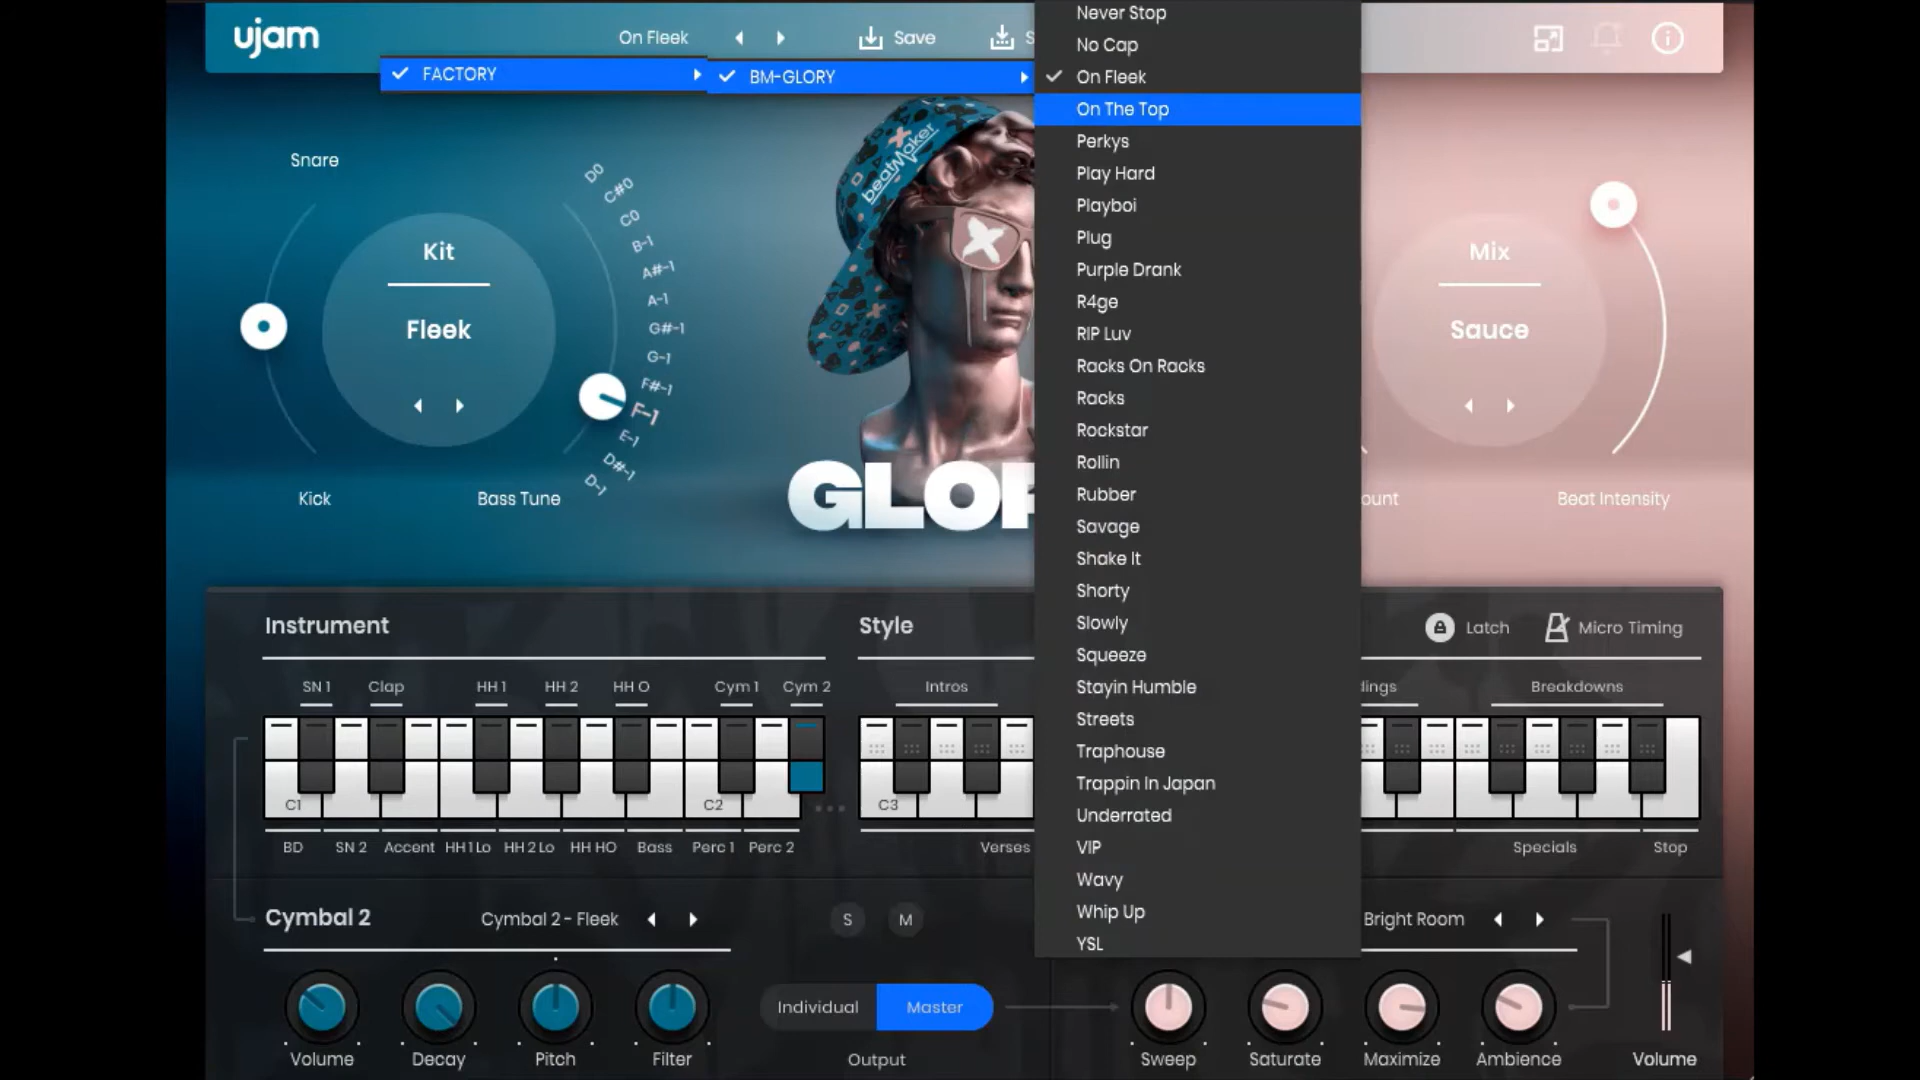 ujam
On Fleek
Save
S
FACTORY
BM-GLORY
Never Stop
No Cap
On Fleek
On The Top
Perkys
Play Hard
Playboi
Plug
Purple Drank
R4ge
RIP Luv
Racks On Racks
Racks
Rockstar
Rollin
Rubber
Savage
Shake It
Shorty
Slowly
Squeeze
Stayin Humble
Streets
Traphouse
Trappin In Japan
Underrated
VIP
Wavy
Whip Up
YSL
Snare
Kit
Fleek
Kick
D0
C#0
C0
B-1
A#-1
A-1
G#-1
G-1
F#-1
F-1
E-1
D#-1
D-1
Bass Tune
beatMaker
GLOR
Mix
Sauce
ount
Beat Intensity
Instrument
Style
Latch
Micro Timing
SN 1
Clap
HH 1
HH 2
HH O
Cym 1
Cym 2
Intros
dings
Breakdowns
C1
C2
C3
BD
SN 2
Accent
HH 1 Lo
HH 2 Lo
HH HO
Bass
Perc 1
Perc 2
Verses
Specials
Stop
Cymbal 2
Cymbal 2 - Fleek
S
M
Bright Room
Individual
Master
Volume
Decay
Pitch
Filter
Output
Sweep
Saturate
Maximize
Ambience
Volume